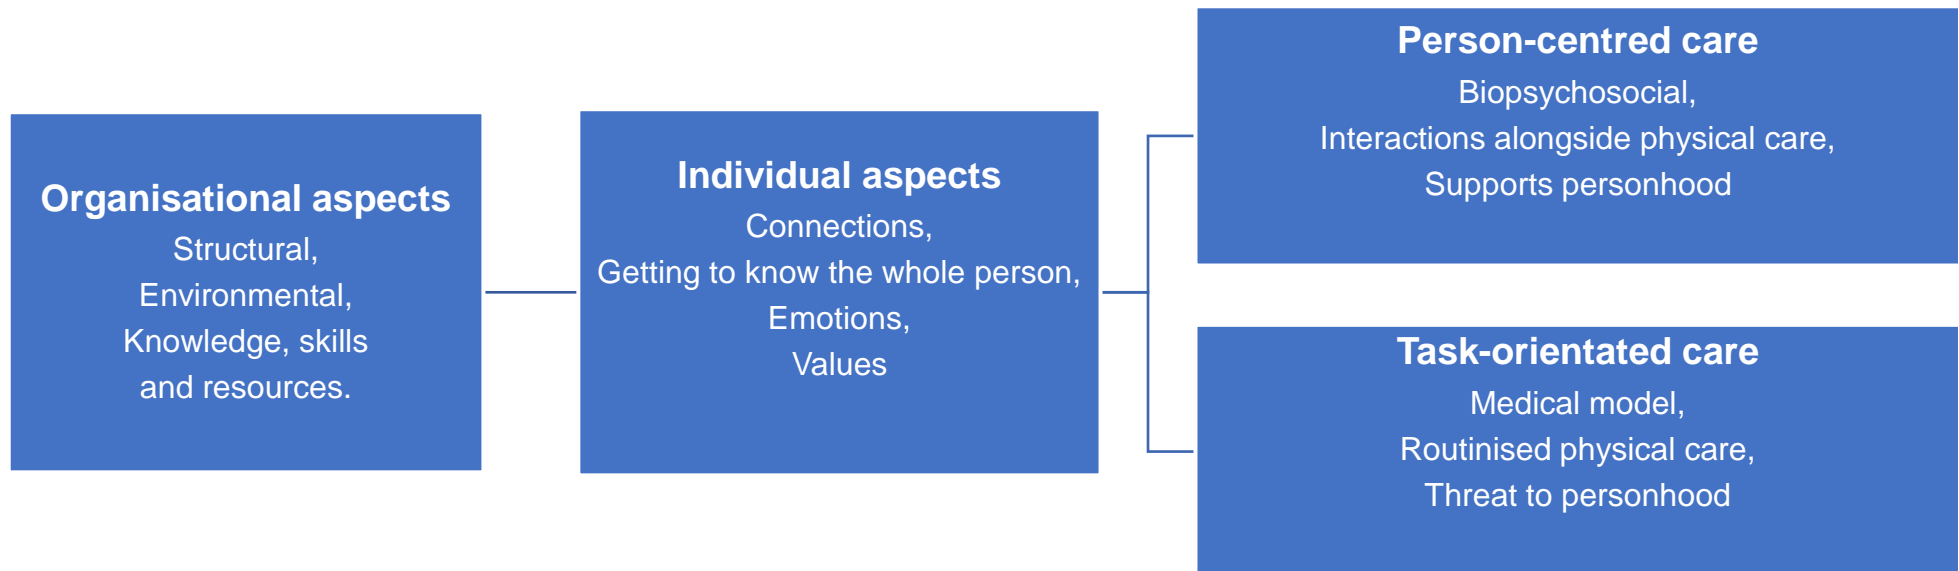 Organisational aspects
Structural,
Environmental,
Knowledge, skills
and resources.
Individual aspects
Connections,
Getting to know the whole person,
Emotions,
Values
Person-centred care
Biopsychosocial,
Interactions alongside physical care,
Supports personhood
Task-orientated care
Medical model,
Routinised physical care,
Threat to personhood